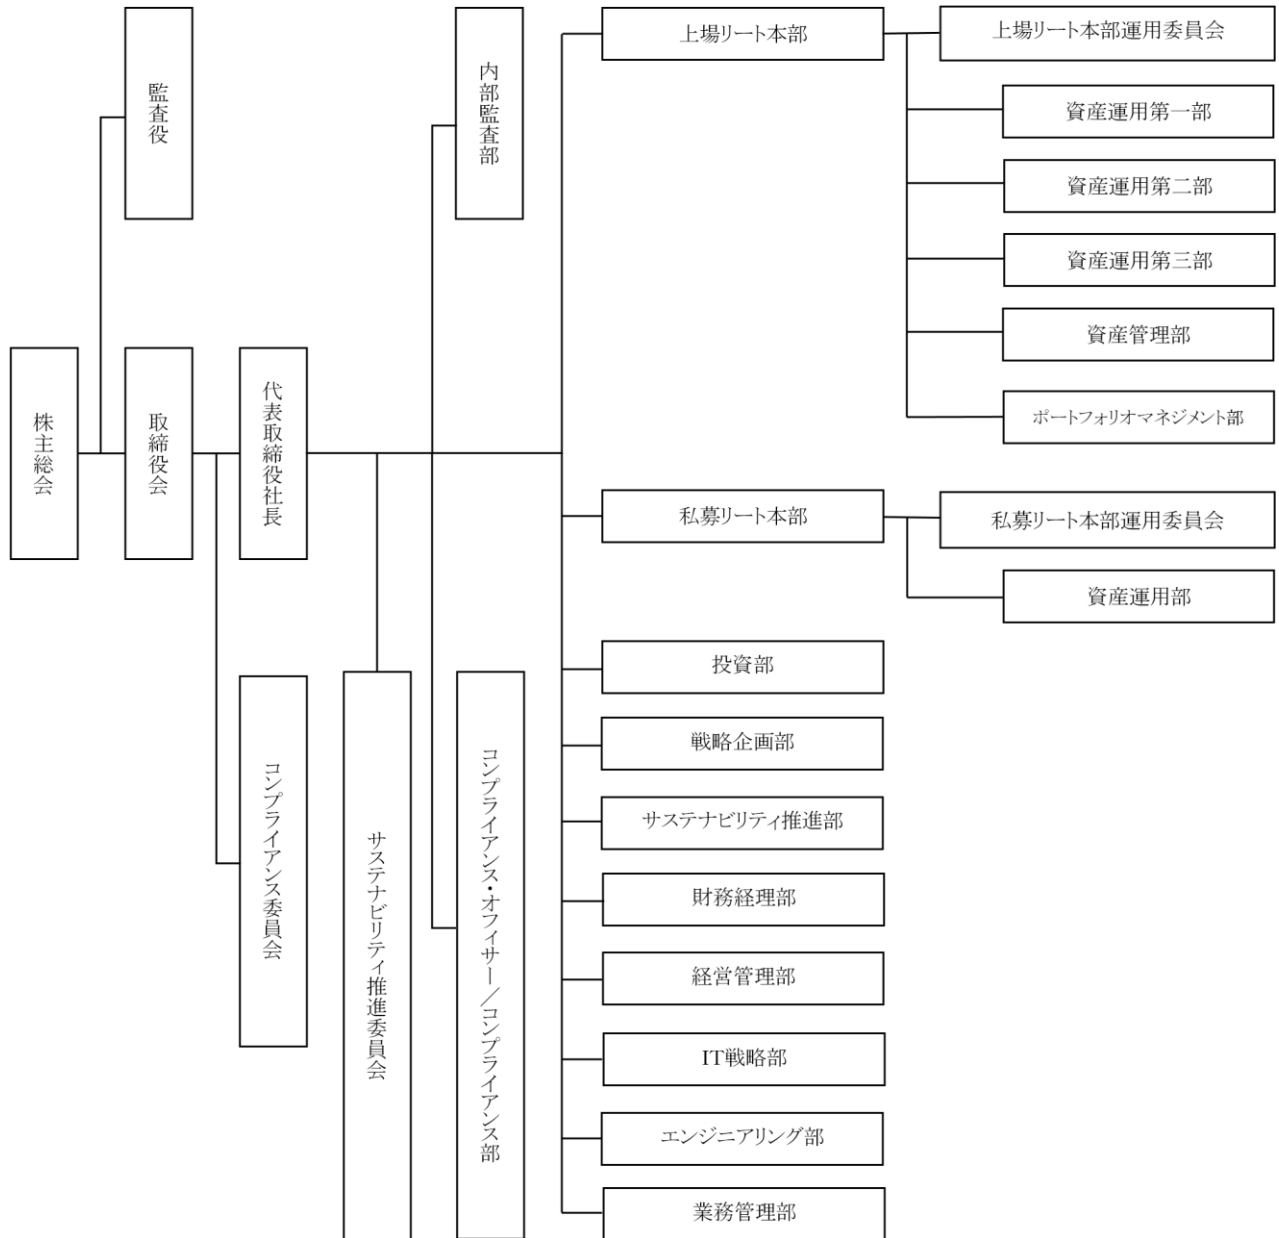 株主総会
監査役
取締役会
代表取締役社長
コンプライアンス委員会
サステナビリティ推進委員会
内部監査部
コンプライアンス・オフィサー／コンプライアンス部
上場リート本部
上場リート本部運用委員会
資産運用第一部
資産運用第二部
資産運用第三部
資産管理部
ポートフォリオマネジメント部
私募リート本部
私募リート本部運用委員会
資産運用部
投資部
戦略企画部
サステナビリティ推進部
財務経理部
経営管理部
IT戦略部
エンジニアリング部
業務管理部